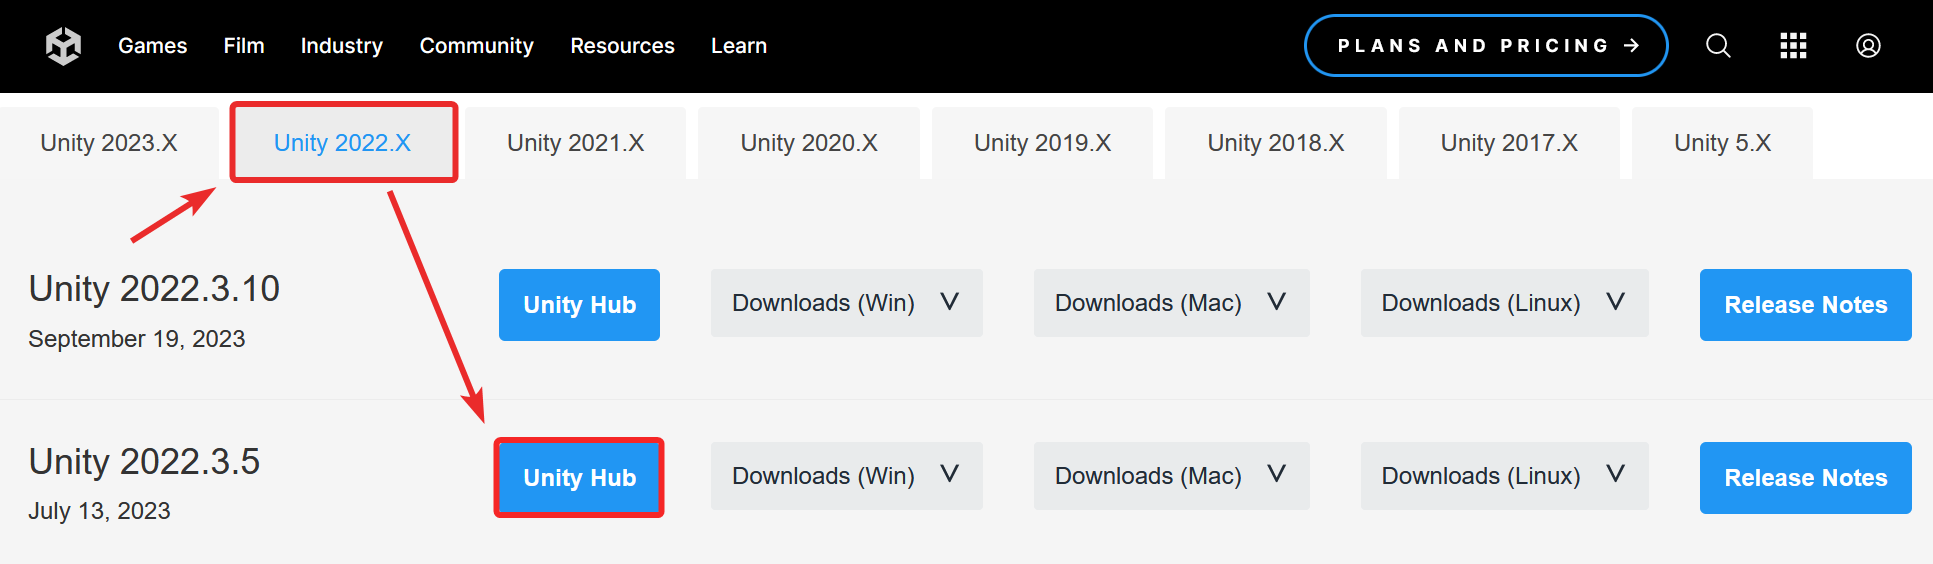 Games Film Industry Community Resources Learn PLANS AND PRICING →
Unity 2023.X Unity 2022.X Unity 2021.X Unity 2020.X Unity 2019.X Unity 2018.X Unity 2017.X Unity 5.X
Unity 2022.3.10
September 19, 2023
Unity Hub Downloads (Win) Downloads (Mac) Downloads (Linux) Release Notes
Unity 2022.3.5
July 13, 2023
Unity Hub Downloads (Win) Downloads (Mac) Downloads (Linux) Release Notes